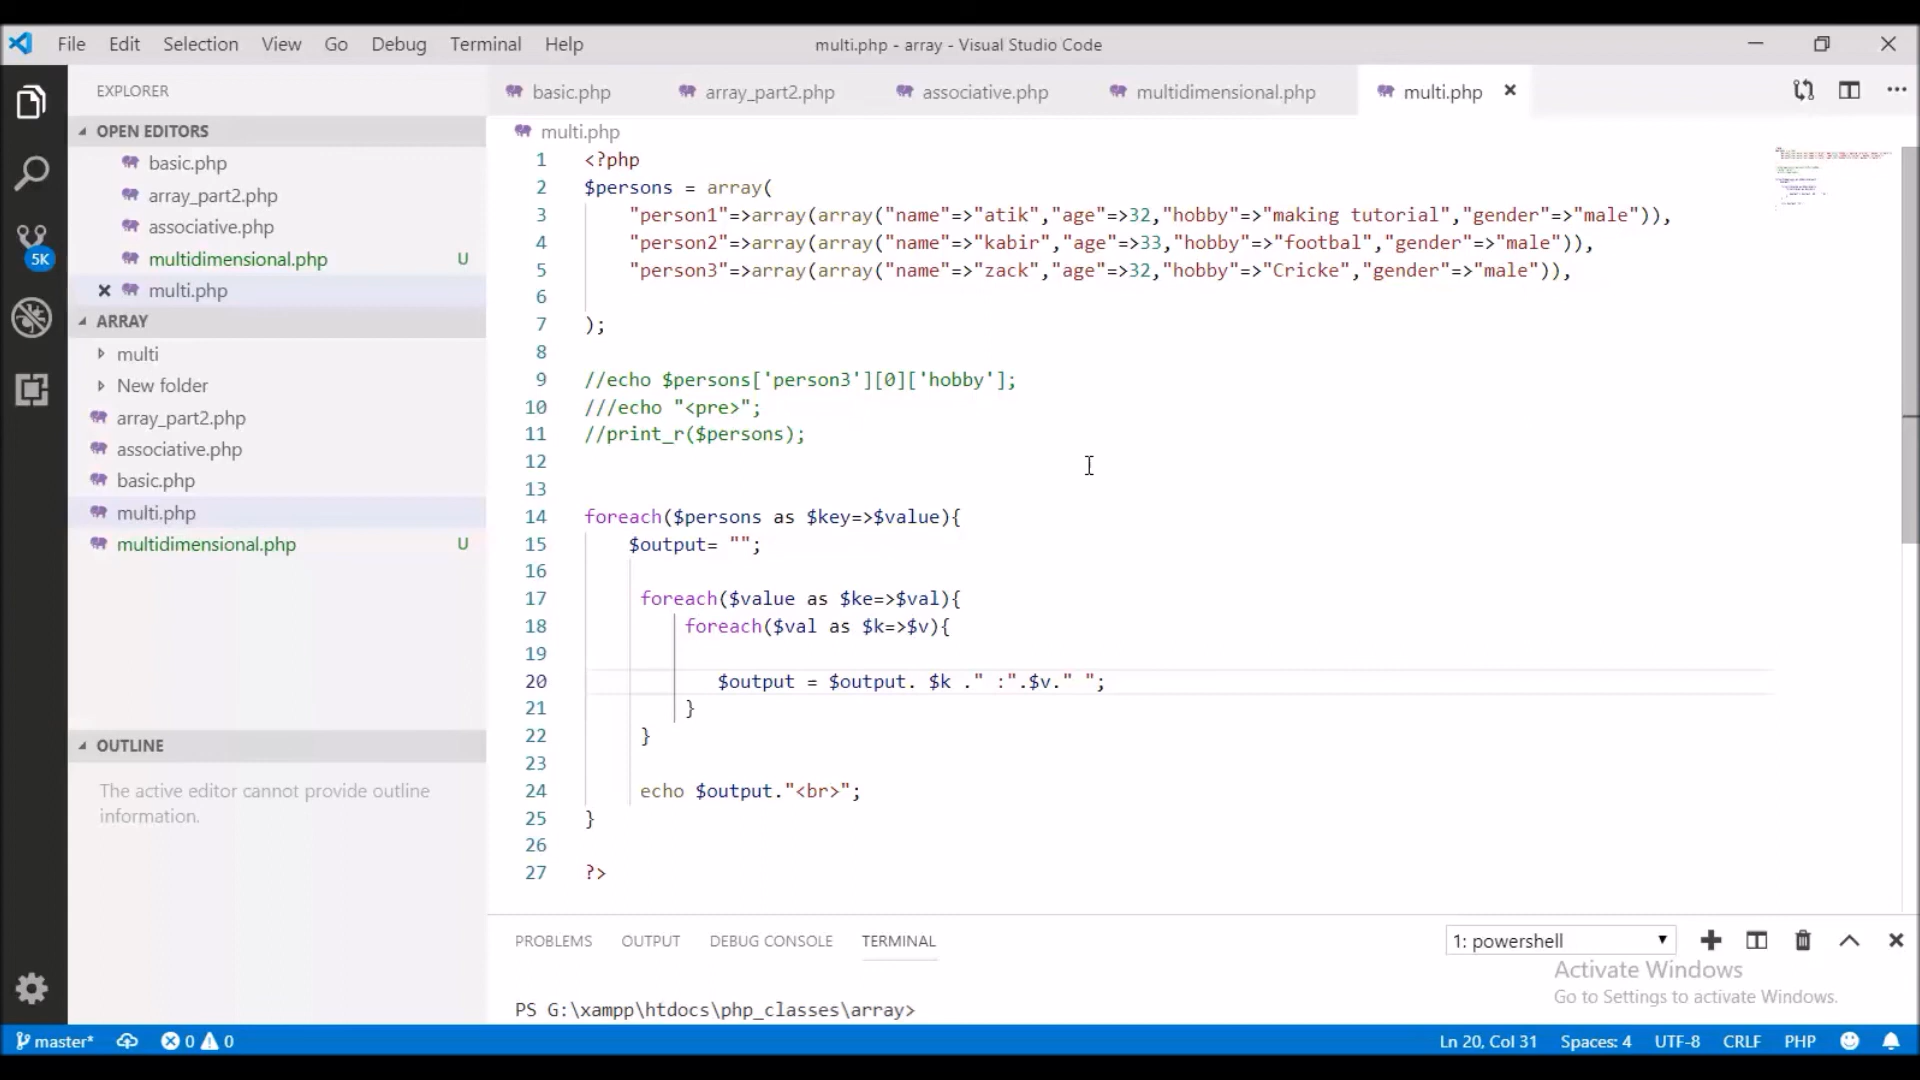 File Edit Selection View Go Debug Terminal Help
multi.php - array - Visual Studio Code
EXPLORER
OPEN EDITORS
basic.php
array_part2.php
associative.php
multidimensional.php U
multi.php
ARRAY
multi
New folder
array_part2.php
associative.php
basic.php
multi.php
multidimensional.php U
OUTLINE
The active editor cannot provide outline
information.
5K
basic.php array_part2.php associative.php multidimensional.php multi.php
multi.php
1 <?php
2 $persons = array(
3 "person1"=>array(array("name"=>"atik","age"=>32,"hobby"=>"making tutorial","gender"=>"male")),
4 "person2"=>array(array("name"=>"kabir","age"=>33,"hobby"=>"footbal","gender"=>"male")),
5 "person3"=>array(array("name"=>"zack","age"=>32,"hobby"=>"Cricke","gender"=>"male")),
6
7 );
8
9 //echo $persons['person3'][0]['hobby'];
10 ///echo "<pre>";
11 //print_r($persons);
12
13
14 foreach($persons as $key=>$value){
15 $output= "";
16
17 foreach($value as $ke=>$val){
18 foreach($val as $k=>$v){
19
20 $output = $output. $k ." :".$v." ";
21 }
22 }
23
24 echo $output."<br>";
25 }
26
27 ?>
PROBLEMS OUTPUT DEBUG CONSOLE TERMINAL
1: powershell
Activate Windows
Go to Settings to activate Windows.
PS G:\xampp\htdocs\php_classes\array>
master* 0 0
Ln 20, Col 31 Spaces: 4 UTF-8 CRLF PHP